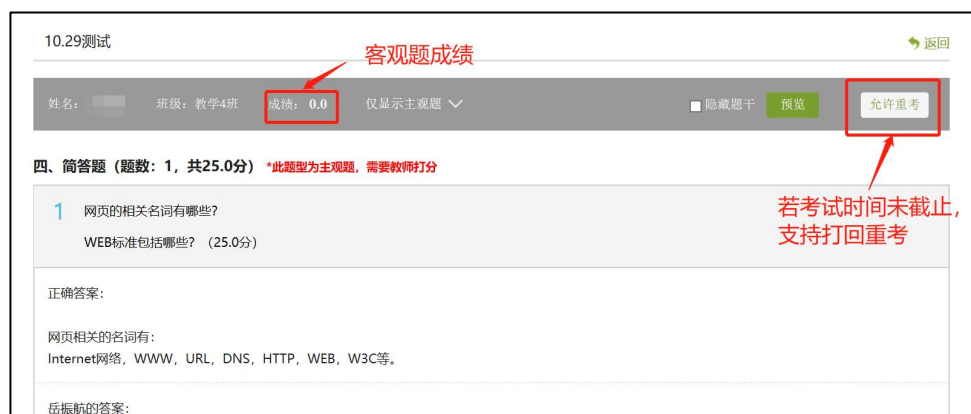 10.29测试
返回
客观题成绩
姓名:
班级：教学4班
成绩：0.0
仅显示主观题
隐藏题干
预览
允许重考
四、简答题（题数：1，共25.0分） *此题型为主观题，需要教师打分
若考试时间未截止，
支持打回重考
1 网页的相关名词有哪些?
WEB标准包括哪些? （25.0分）
正确答案：
网页相关的名词有：
Internet网络，WWW，URL，DNS，HTTP，WEB，W3C等。
岳振航的答案：